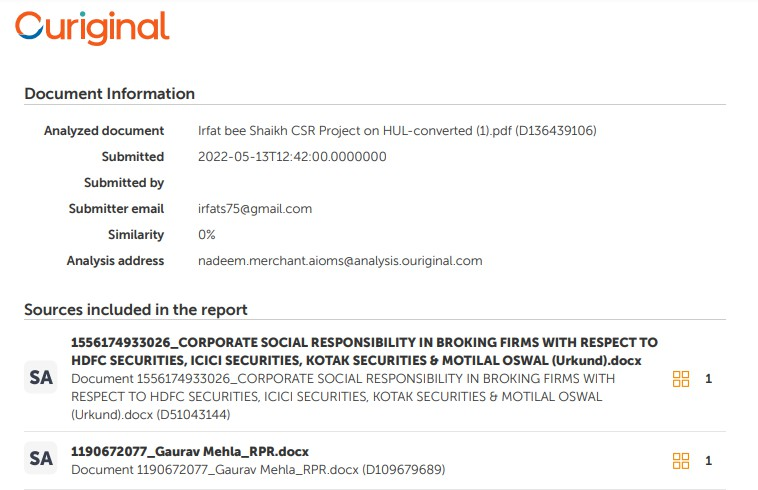 Ouriginal
Document Information
Analyzed document Irfat bee Shaikh CSR Project on HUL-converted (1).pdf (D136439106)
Submitted 2022-05-13T12:42:00.0000000
Submitted by
Submitter email irfats75@gmail.com
Similarity 0%
Analysis address nadeem.merchant.aioms@analysis.ouriginal.com
Sources included in the report
1556174933026_CORPORATE SOCIAL RESPONSIBILITY IN BROKING FIRMS WITH RESPECT TO
HDFC SECURITIES, ICICI SECURITIES, KOTAK SECURITIES & MOTILAL OSWAL (Urkund).docx
SA Document 1556174933026_CORPORATE SOCIAL RESPONSIBILITY IN BROKING FIRMS WITH 1
RESPECT TO HDFC SECURITIES, ICICI SECURITIES, KOTAK SECURITIES & MOTILAL OSWAL
(Urkund).docx (D51043144)
1190672077_Gaurav Mehla_RPR.docx
SA Document 1190672077_Gaurav Mehla_RPR.docx (D109679689) 1